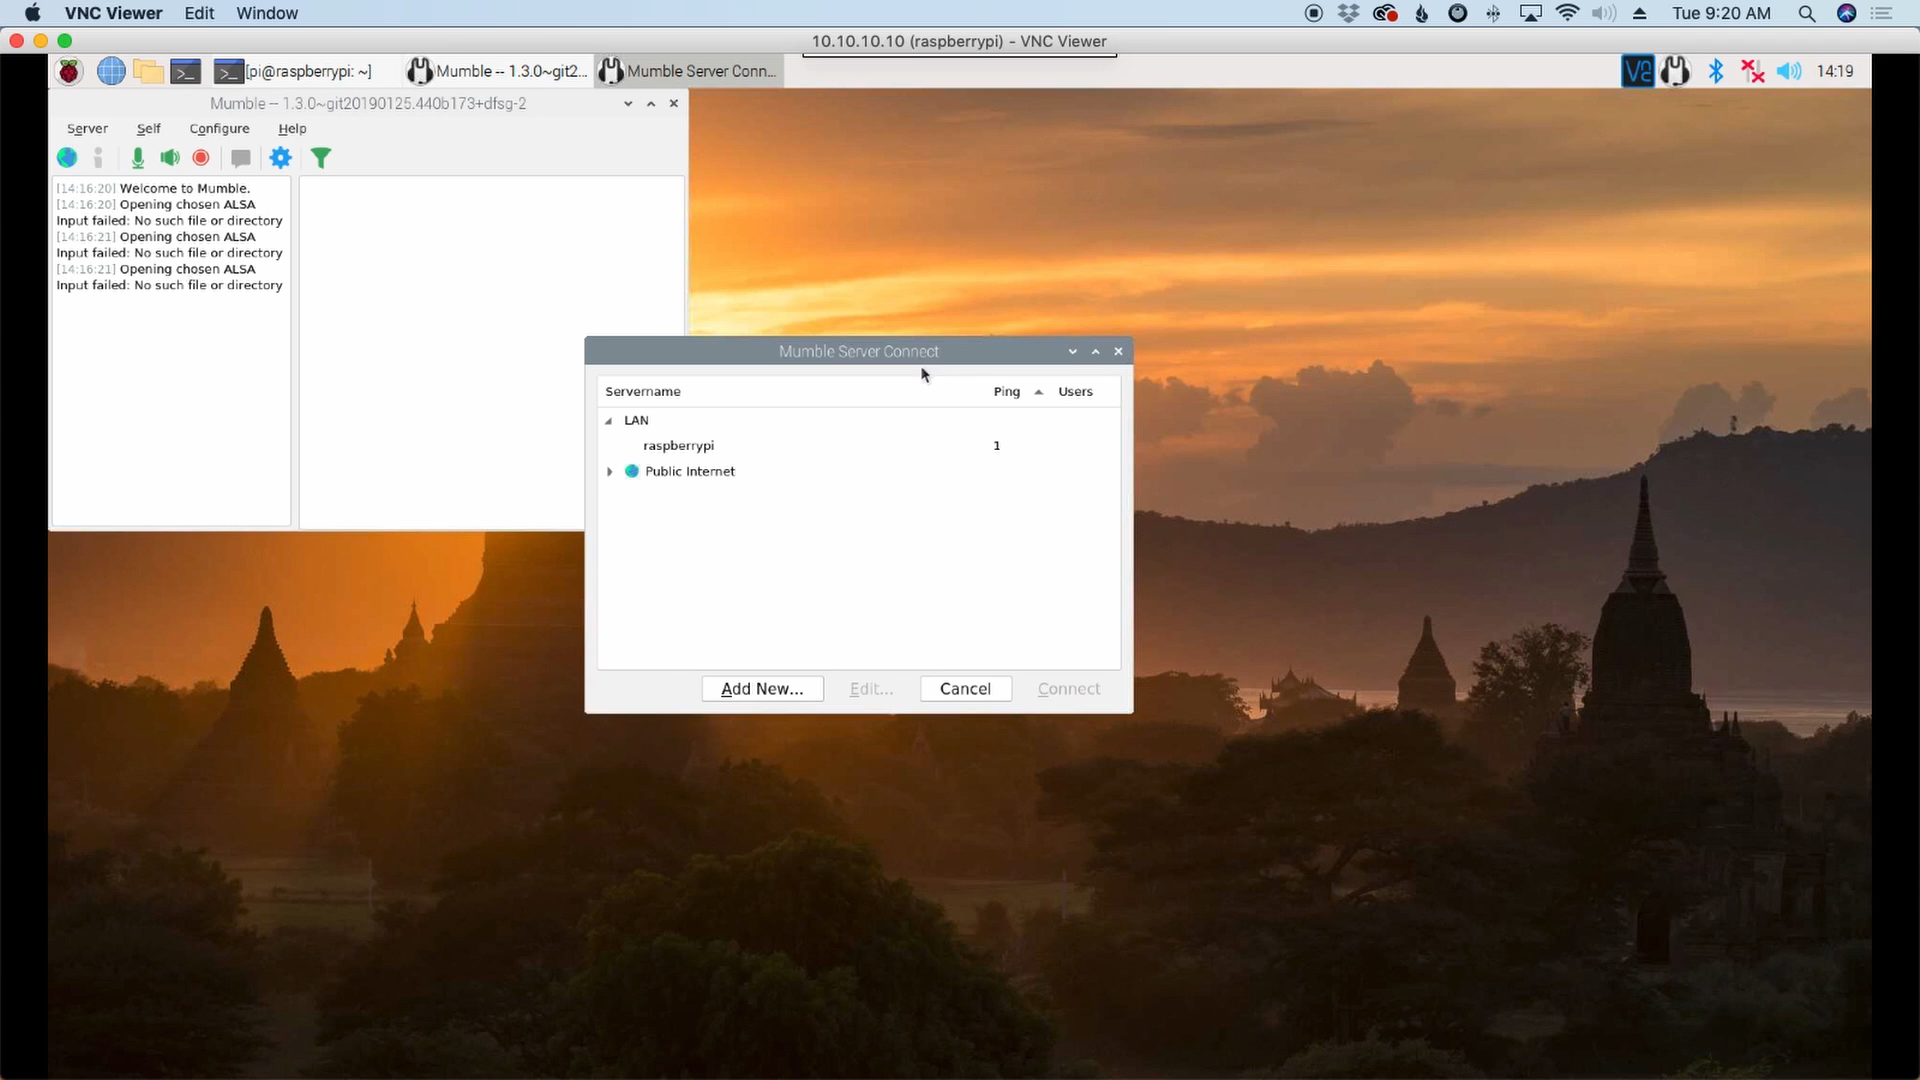 VNC Viewer Edit Window Tue 9:20 AM
10.10.10.10 (raspberrypi) - VNC Viewer
[pi@raspberrypi: ~] Mumble -- 1.3.0~git2... Mumble Server Conn... 14:19
Mumble -- 1.3.0~git20190125.440b173+dfsg-2
Server Self Configure Help
[14:16:20] Welcome to Mumble.
[14:16:20] Opening chosen ALSA
Input failed: No such file or directory
[14:16:21] Opening chosen ALSA
Input failed: No such file or directory
[14:16:21] Opening chosen ALSA
Input failed: No such file or directory
Mumble Server Connect
Servername Ping Users
LAN
raspberrypi 1
Public Internet
Add New... Edit... Cancel Connect